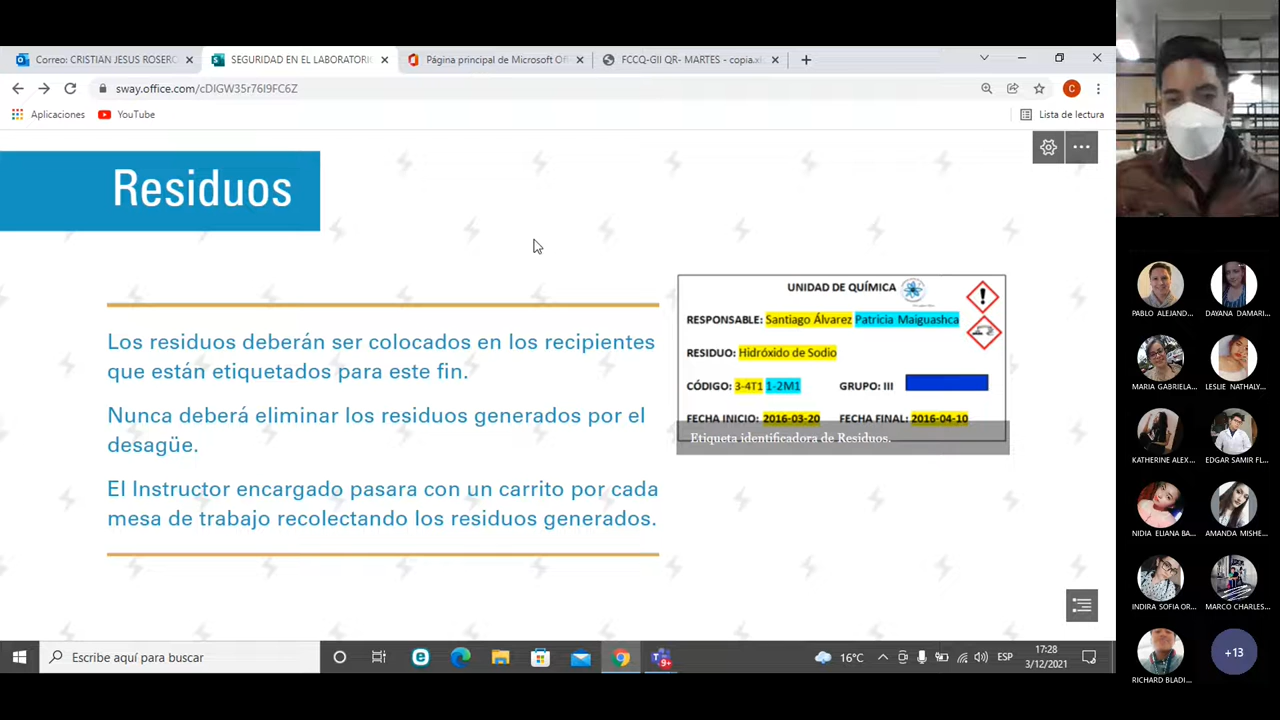 Correo: CRISTIAN JESUS ROSERO
SEGURIDAD EN EL LABORATORI
Página principal de Microsoft Of
FCCQ-GII QR- MARTES - copia.xl
sway.office.com/cDIGW35r76I9FC6Z
Aplicaciones
YouTube
Lista de lectura
Residuos
Los residuos deberán ser colocados en los recipientes
que están etiquetados para este fin.
Nunca deberá eliminar los residuos generados por el
desagüe.
El Instructor encargado pasara con un carrito por cada
mesa de trabajo recolectando los residuos generados.
UNIDAD DE QUÍMICA
RESPONSABLE: Santiago Álvarez Patricia Maiguashca
RESIDUO: Hidróxido de Sodio
CÓDIGO: 3-4T1 1-2M1 GRUPO: III
FECHA INICIO: 2016-03-20 FECHA FINAL: 2016-04-10
Etiqueta identificadora de Residuos.
PABLO ALEJAND...
DAYANA DAMARI...
MARIA GABRIELA...
LESLIE NATHALY...
KATHERINE ALEX...
EDGAR SAMIR FL...
NIDIA ELIANA BA...
AMANDA MISHE...
INDIRA SOFIA OR...
MARCO CHARLES...
RICHARD BLADI...
+13
Escribe aquí para buscar
9+
16°C
ESP
17:28
3/12/2021